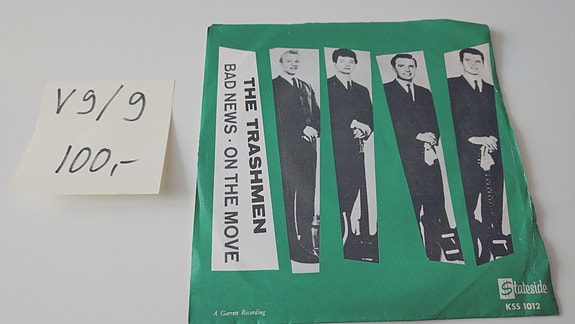 V9/9
100,-
THE TRASHMEN
BAD NEWS · ON THE MOVE
A Garrett Recording
Stateside
KSS 1012